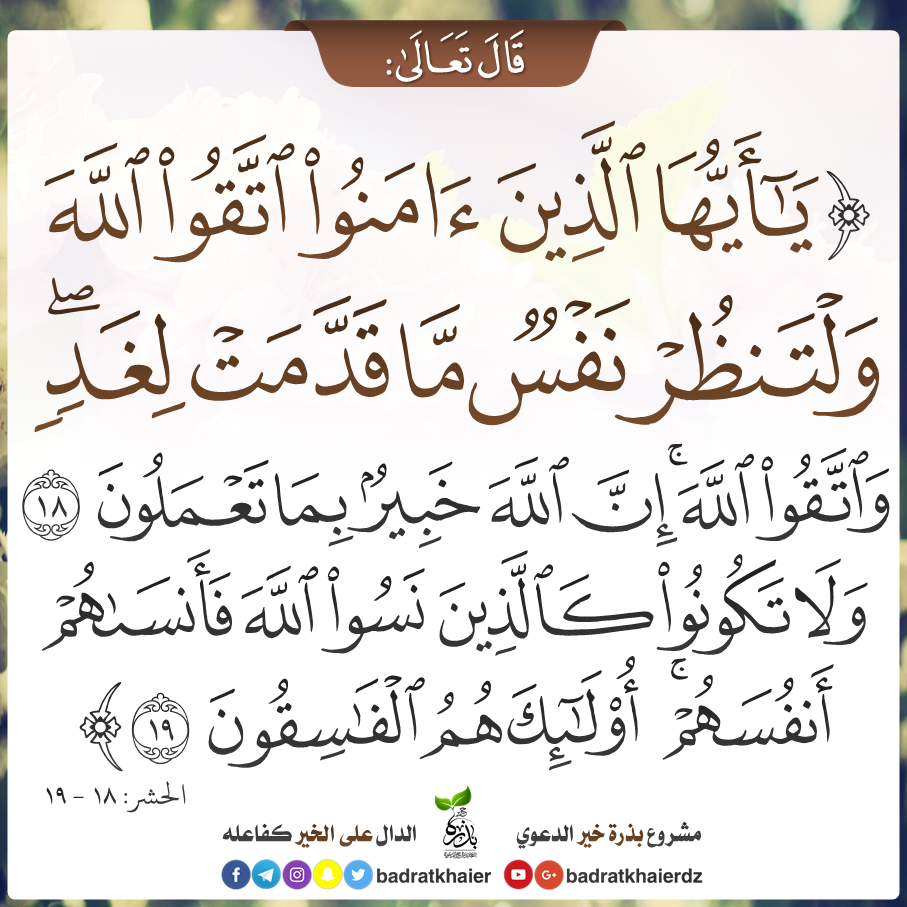 قَالَ تَعَالَىٰ:
﴿ يَـٰٓأَيُّهَا ٱلَّذِينَ ءَامَنُوا۟ ٱتَّقُوا۟ ٱللَّهَ
وَلْتَنظُرْ نَفْسٌ مَّا قَدَّمَتْ لِغَدٍ ۖ
وَٱتَّقُوا۟ ٱللَّهَ ۚ إِنَّ ٱللَّهَ خَبِيرٌۢ بِمَا تَعْمَلُونَ ١٨
وَلَا تَكُونُوا۟ كَٱلَّذِينَ نَسُوا۟ ٱللَّهَ فَأَنسَىٰهُمْ
أَنفُسَهُمْ ۚ أُو۟لَـٰٓئِكَ هُمُ ٱلْفَـٰسِقُونَ ١٩ ﴾
الحشر: ١٨ - ١٩
مشروع بذرة خير الدعوي
الدال على الخير كفاعله
badratkhaier
badratkhaierdz